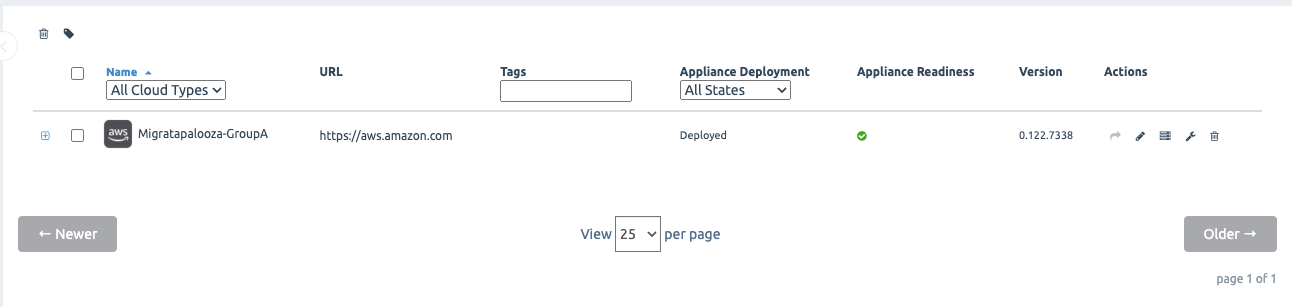 Name URL Tags Appliance Deployment Appliance Readiness Version Actions
All Cloud Types All States
aws Migratapalooza-GroupA https://aws.amazon.com Deployed 0.122.7338
← Newer View 25 per page Older →
page 1 of 1